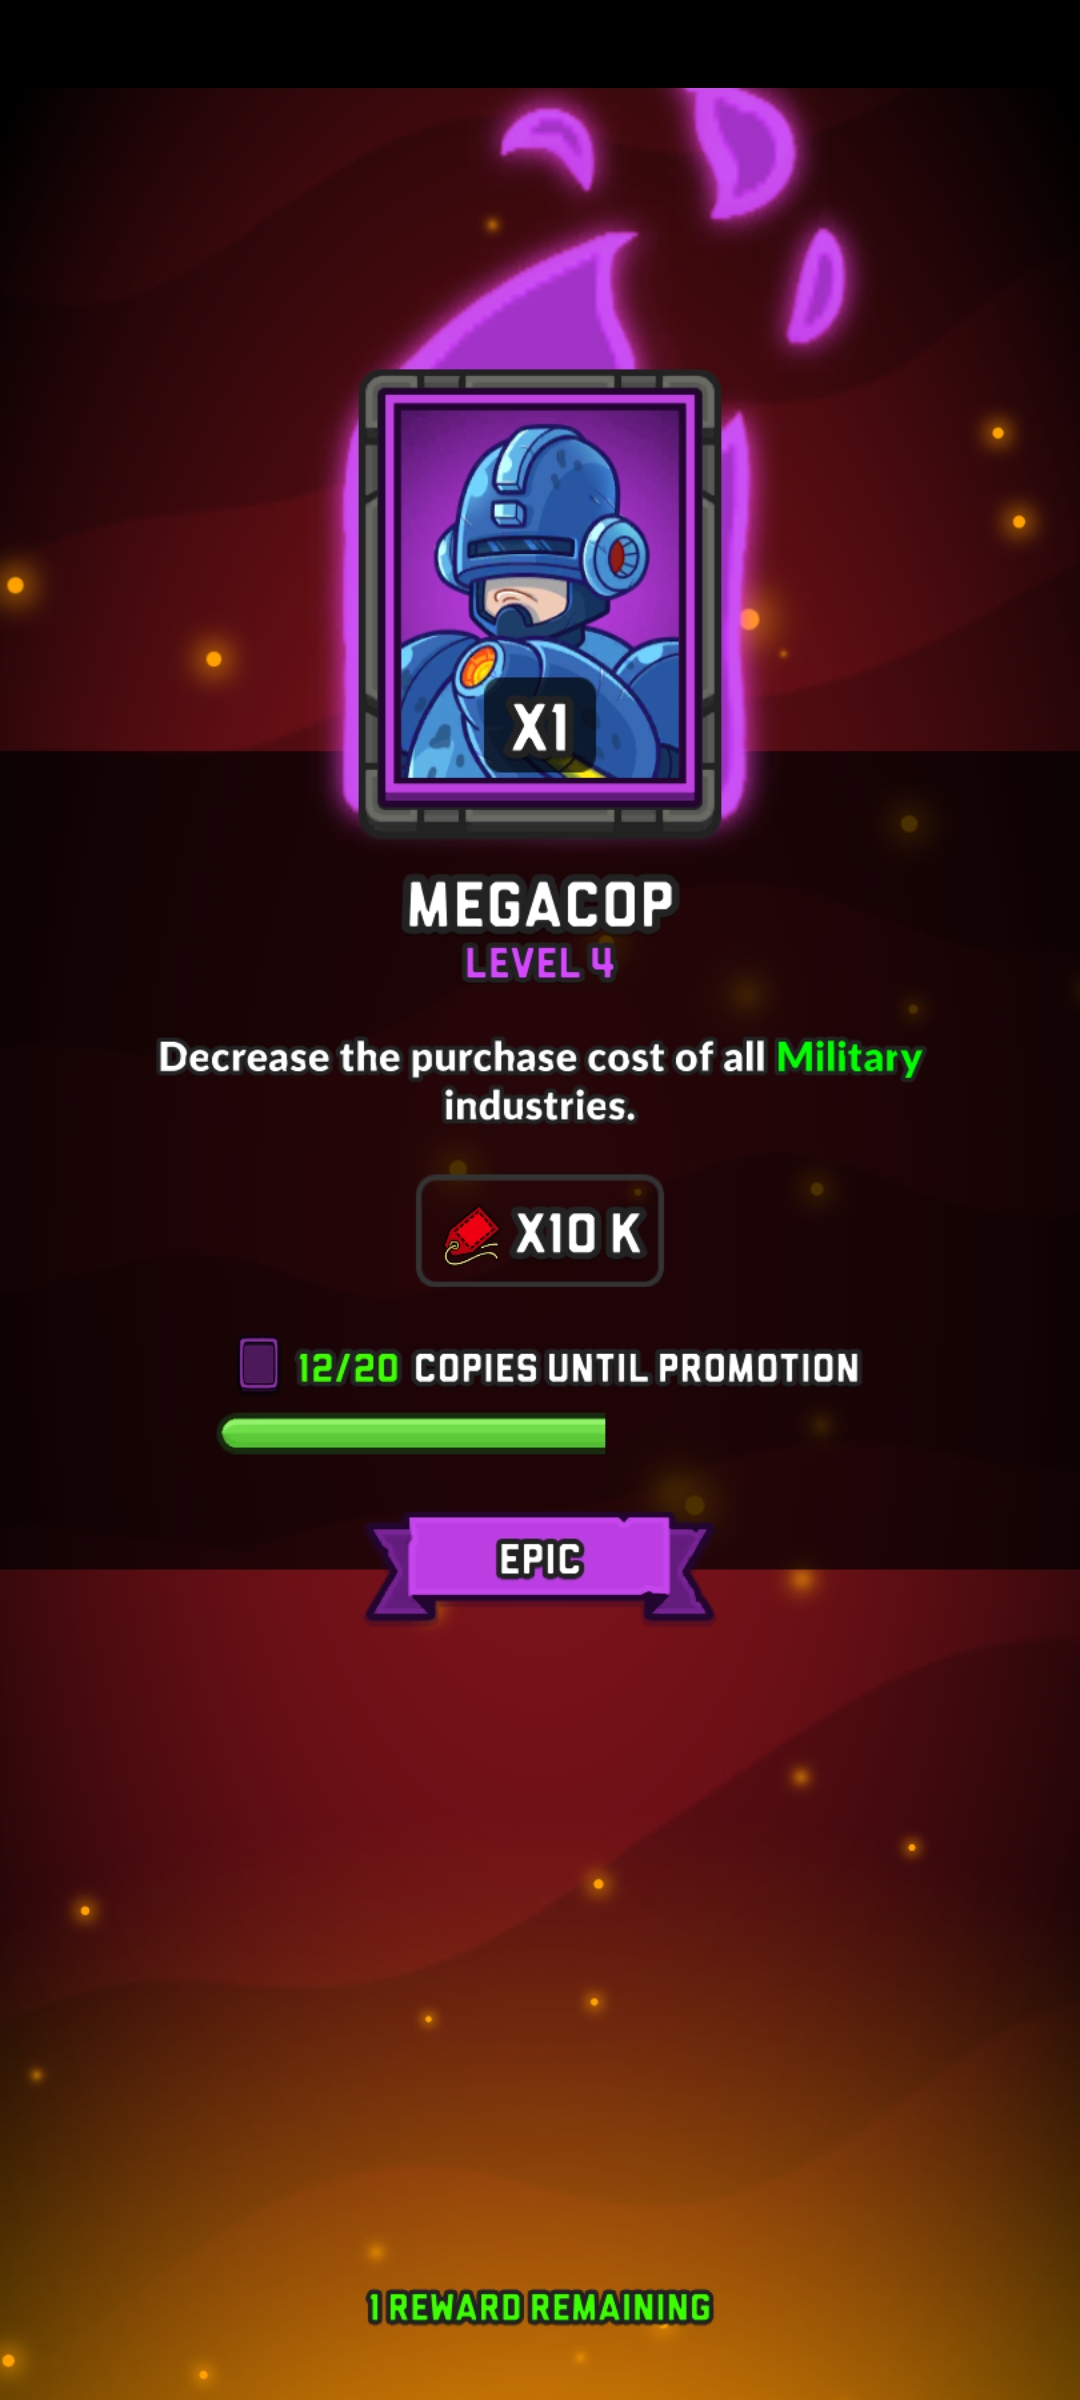 X1
MEGACOP
LEVEL 4
Decrease the purchase cost of all Military
industries.
X10 K
12/20 COPIES UNTIL PROMOTION
EPIC
1 REWARD REMAINING